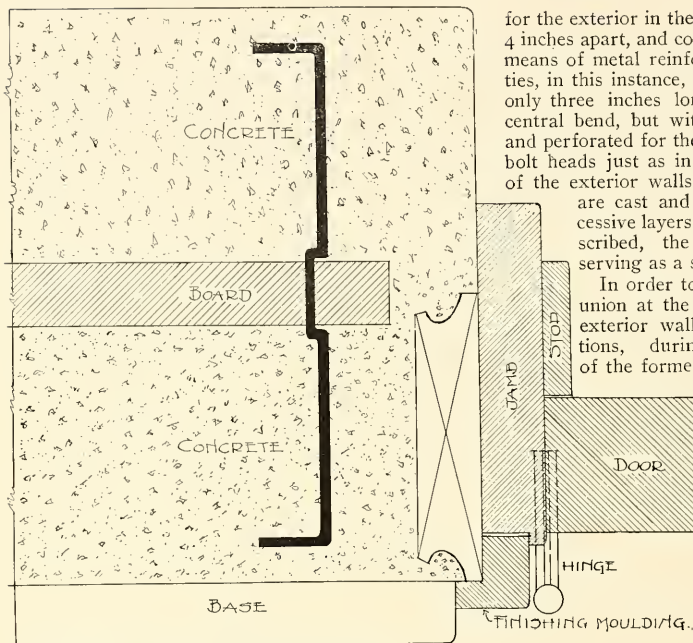 for the exterior in the
4 inches apart, and co
means of metal reinfo
ties, in this instance,
only three inches lon
central bend, but wit
and perforated for the
bolt heads just as in
of the exterior walls
are cast and
cessive layers
scribed, the
serving as a s
In order to
union at the
exterior wall
tions, durin
of the forme
CONCRETE
BOARD
CONCRETE
BASE
JAMB
STOP
DOOR
HINGE
FINISHING MOULDING.